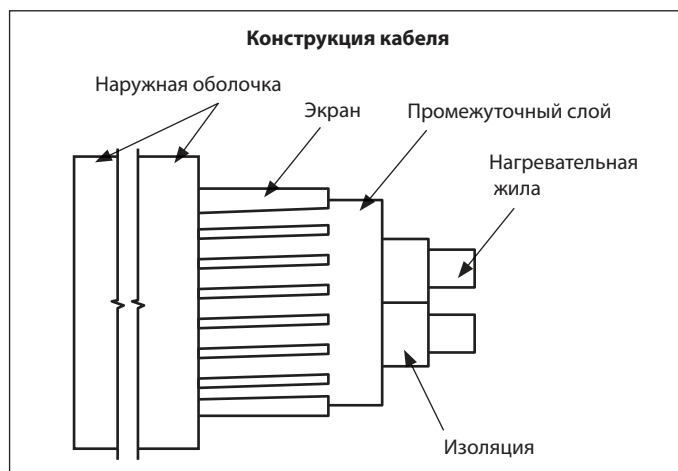 Конструкция кабеля
Наружная оболочка
Экран
Промежуточный слой
Нагревательная
жила
Изоляция